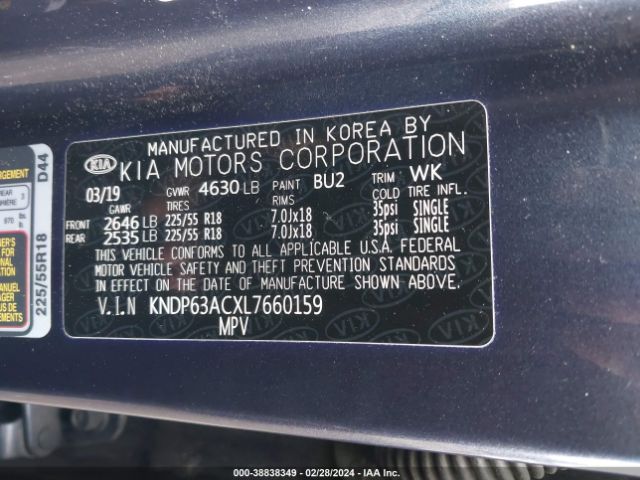 MANUFACTURED IN KOREA BY
KIA KIA MOTORS CORPORATION
03/19 GVWR 4630 LB PAINT BU2 TRIM WK
GAWR TIRES RIMS COLD TIRE INFL.
FRONT 2646 LB 225/55 R18 7.0Jx18 35psi SINGLE
REAR 2535 LB 225/55 R18 7.0Jx18 35psi SINGLE
THIS VEHICLE CONFORMS TO ALL APPLICABLE U.S.A. FEDERAL
MOTOR VEHICLE SAFETY AND THEFT PREVENTION STANDARDS
IN EFFECT ON THE DATE OF MANUFACTURE SHOWN ABOVE.
V.I.N KNDP63ACXL7660159
MPV
D44
225/55R18
000-38838349 - 02/28/2024 - IAA Inc.